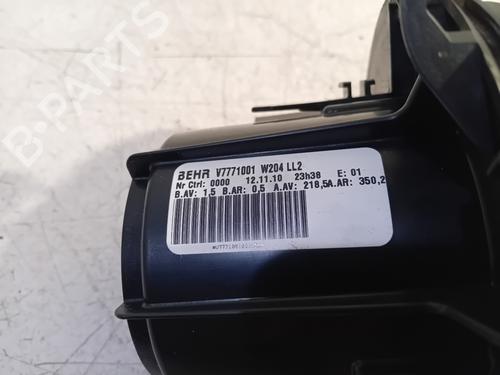 BEHR V7771001 W204 LL2
Nr Ctrl: 0000 12.11.10 23h38 E: 01
B.AV: 1,5 B.AR: 0,5 A.AV: 218,5A.AR: 350,2
B-PARTS